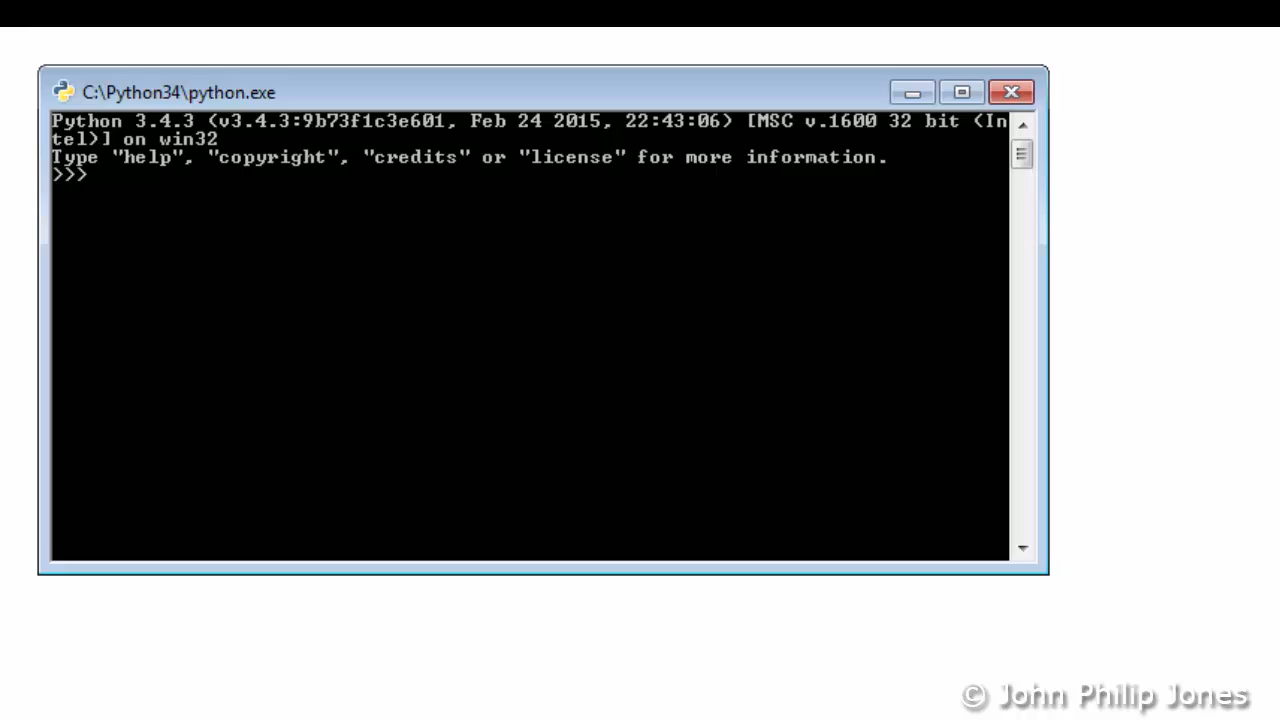 C:\Python34\python.exe
Python 3.4.3 (v3.4.3:9b73f1c3e601, Feb 24 2015, 22:43:06) [MSC v.1600 32 bit (In
tel)] on win32
Type "help", "copyright", "credits" or "license" for more information.
>>>
© John Philip Jones